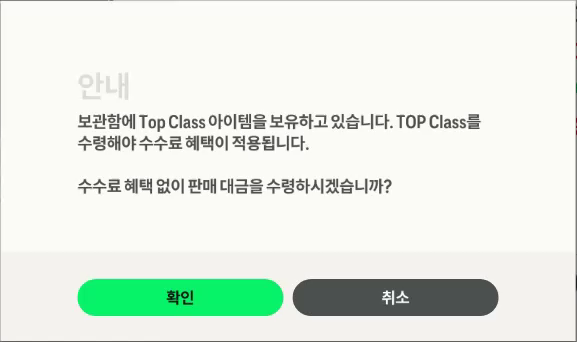 안내
보관함에 Top Class 아이템을 보유하고 있습니다. TOP Class를
수령해야 수수료 혜택이 적용됩니다.
수수료 혜택 없이 판매 대금을 수령하시겠습니까?
확인
취소